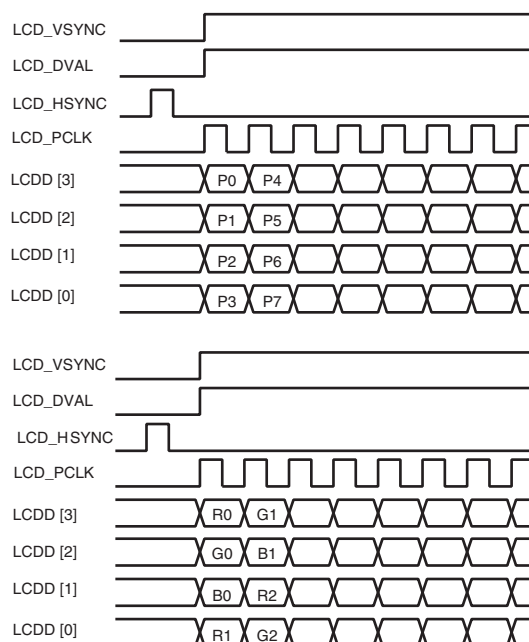 LCD_VSYNC
LCD_DVAL
LCD_HSYNC
LCD_PCLK
LCDD [3] P0 P4
LCDD [2] P1 P5
LCDD [1] P2 P6
LCDD [0] P3 P7
LCD_VSYNC
LCD_DVAL
LCD_HSYNC
LCD_PCLK
LCDD [3] R0 G1
LCDD [2] G0 B1
LCDD [1] B0 R2
LCDD [0] R1 G2